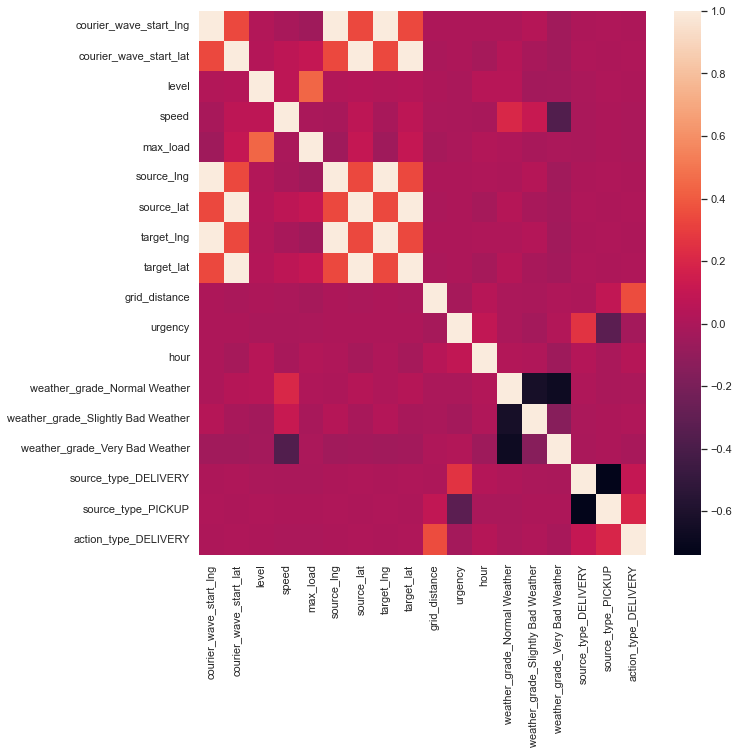 courier_wave_start_lng
courier_wave_start_lat
level
speed
max_load
source_lng
source_lat
target_lng
target_lat
grid_distance
urgency
hour
weather_grade_Normal Weather
weather_grade_Slightly Bad Weather
weather_grade_Very Bad Weather
source_type_DELIVERY
source_type_PICKUP
action_type_DELIVERY
courier_wave_start_lng
courier_wave_start_lat
level
speed
max_load
source_lng
source_lat
target_lng
target_lat
grid_distance
urgency
hour
weather_grade_Normal Weather
weather_grade_Slightly Bad Weather
weather_grade_Very Bad Weather
source_type_DELIVERY
source_type_PICKUP
action_type_DELIVERY
1.0
0.8
0.6
0.4
0.2
0.0
−0.2
−0.4
−0.6